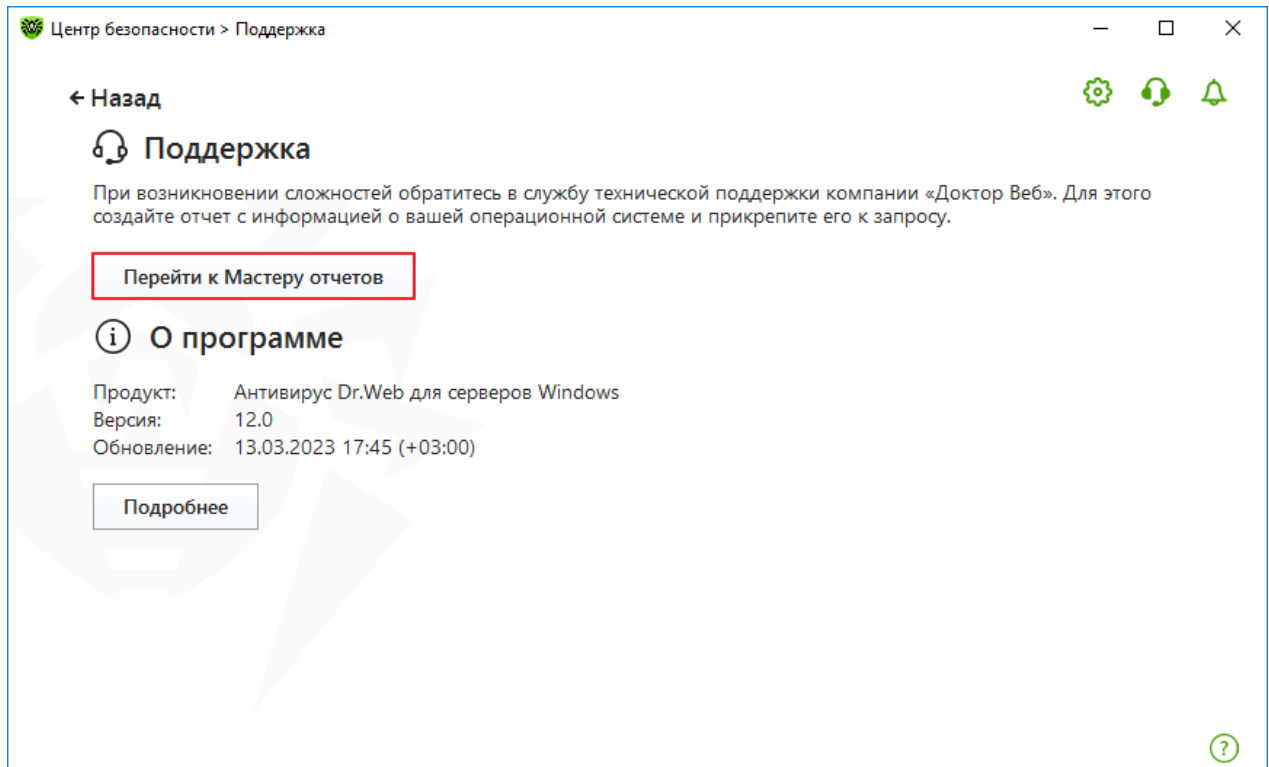 Центр безопасности > Поддержка
Назад
Поддержка
При возникновении сложностей обратитесь в службу технической поддержки компании «Доктор Веб». Для этого
создайте отчет с информацией о вашей операционной системе и прикрепите его к запросу.
Перейти к Мастеру отчетов
О программе
Продукт: Антивирус Dr.Web для серверов Windows
Версия: 12.0
Обновление: 13.03.2023 17:45 (+03:00)
Подробнее